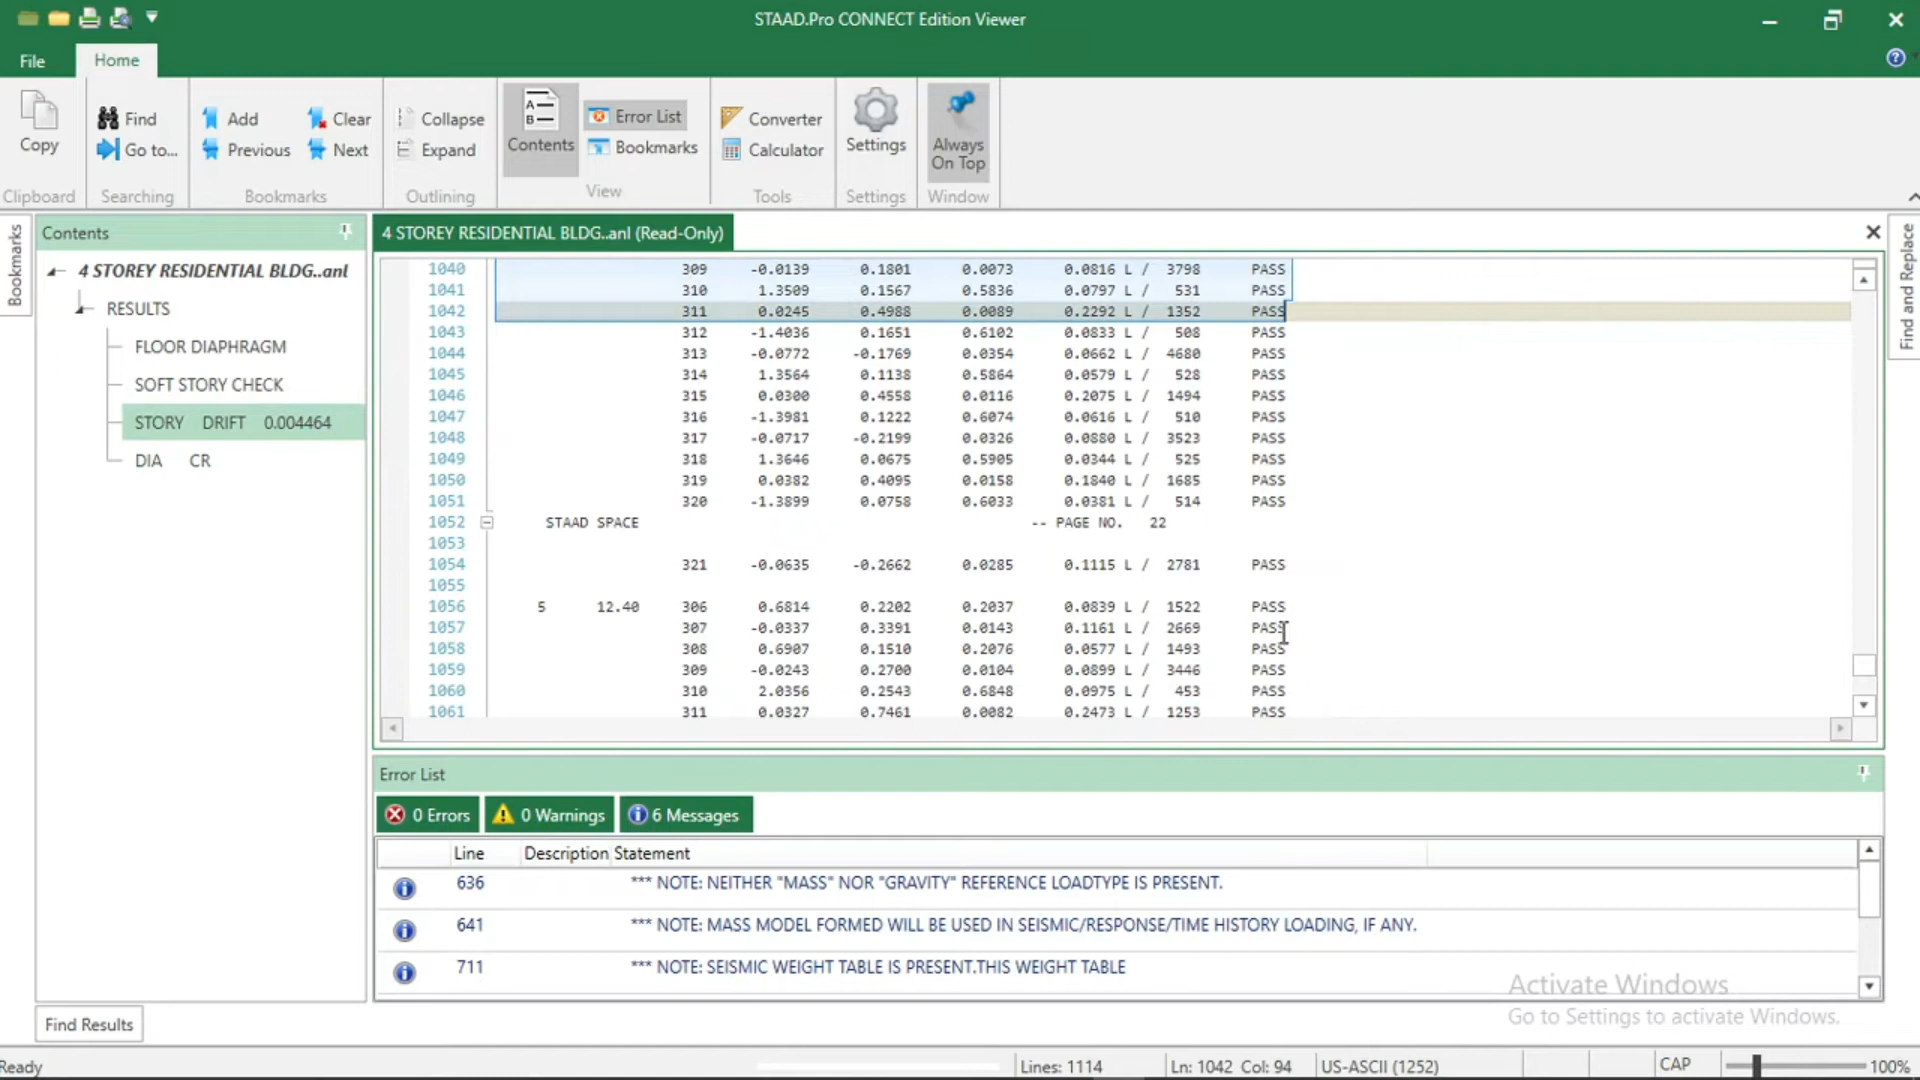 STAAD.Pro CONNECT Edition Viewer
File Home
Copy
Find
Go to...
Clipboard
Searching
Add
Previous
Clear
Next
Bookmarks
Collapse
Expand
Outlining
Contents
Error List
Bookmarks
View
Converter
Calculator
Tools
Settings
Settings
Always On Top
Window
Bookmarks
Contents
4 STOREY RESIDENTIAL BLDG..anl
RESULTS
FLOOR DIAPHRAGM
SOFT STORY CHECK
STORY DRIFT 0.004464
DIA CR
4 STOREY RESIDENTIAL BLDG..anl (Read-Only)
Find and Replace
1040 309 -0.0139 0.1801 0.0073 0.0816 L / 3798 PASS
1041 310 1.3509 0.1567 0.5836 0.0797 L / 531 PASS
1042 311 0.0245 0.4988 0.0089 0.2292 L / 1352 PASS
1043 312 -1.4036 0.1651 0.6102 0.0833 L / 508 PASS
1044 313 -0.0772 -0.1769 0.0354 0.0662 L / 4680 PASS
1045 314 1.3564 0.1138 0.5864 0.0579 L / 528 PASS
1046 315 0.0300 0.4558 0.0116 0.2075 L / 1494 PASS
1047 316 -1.3981 0.1222 0.6074 0.0616 L / 510 PASS
1048 317 -0.0717 -0.2199 0.0326 0.0880 L / 3523 PASS
1049 318 1.3646 0.0675 0.5905 0.0344 L / 525 PASS
1050 319 0.0382 0.4095 0.0158 0.1840 L / 1685 PASS
1051 320 -1.3899 0.0758 0.6033 0.0381 L / 514 PASS
1052 STAAD SPACE -- PAGE NO. 22
1053
1054 321 -0.0635 -0.2662 0.0285 0.1115 L / 2781 PASS
1055
1056 5 12.40 306 0.6814 0.2202 0.2037 0.0839 L / 1522 PASS
1057 307 -0.0337 0.3391 0.0143 0.1161 L / 2669 PASS
1058 308 0.6907 0.1510 0.2076 0.0577 L / 1493 PASS
1059 309 -0.0243 0.2700 0.0104 0.0899 L / 3446 PASS
1060 310 2.0356 0.2543 0.6848 0.0975 L / 453 PASS
1061 311 0.0327 0.7461 0.0082 0.2473 L / 1253 PASS
Error List
0 Errors 0 Warnings 6 Messages
Line Description Statement
636 *** NOTE: NEITHER "MASS" NOR "GRAVITY" REFERENCE LOADTYPE IS PRESENT.
641 *** NOTE: MASS MODEL FORMED WILL BE USED IN SEISMIC/RESPONSE/TIME HISTORY LOADING, IF ANY.
711 *** NOTE: SEISMIC WEIGHT TABLE IS PRESENT.THIS WEIGHT TABLE
Activate Windows
Go to Settings to activate Windows.
Find Results
Ready Lines: 1114 Ln: 1042 Col: 94 US-ASCII (1252) CAP 100%